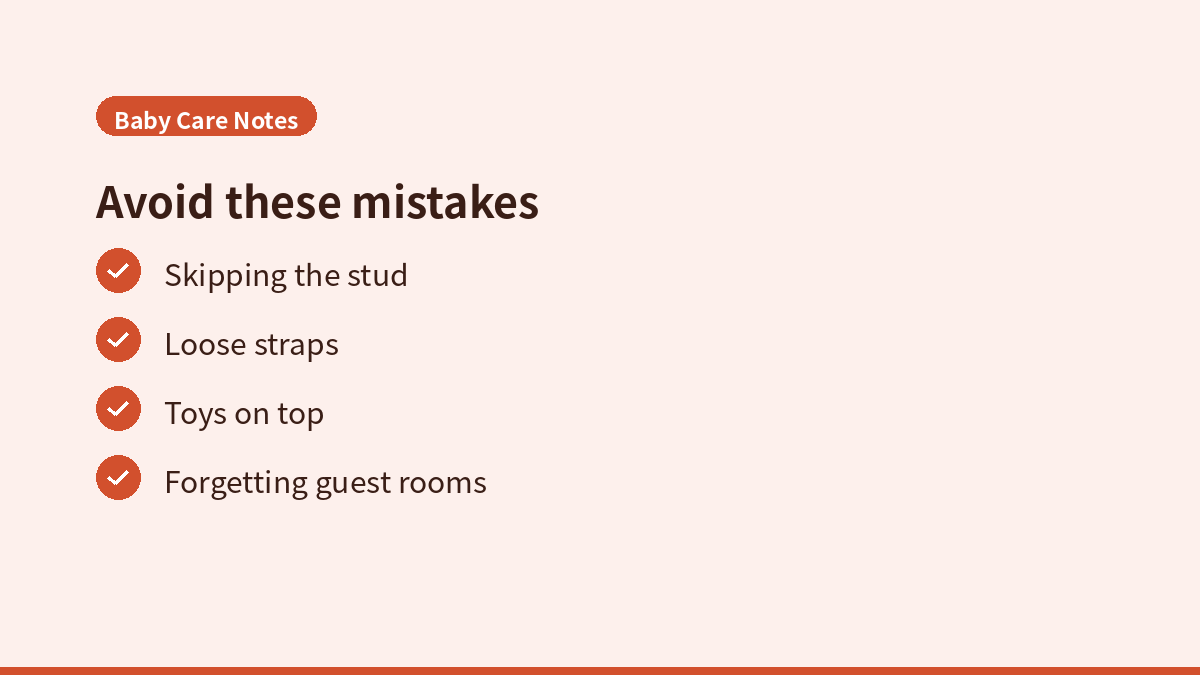 Baby Care Notes
Avoid these mistakes
Skipping the stud
Loose straps
Toys on top
Forgetting guest rooms